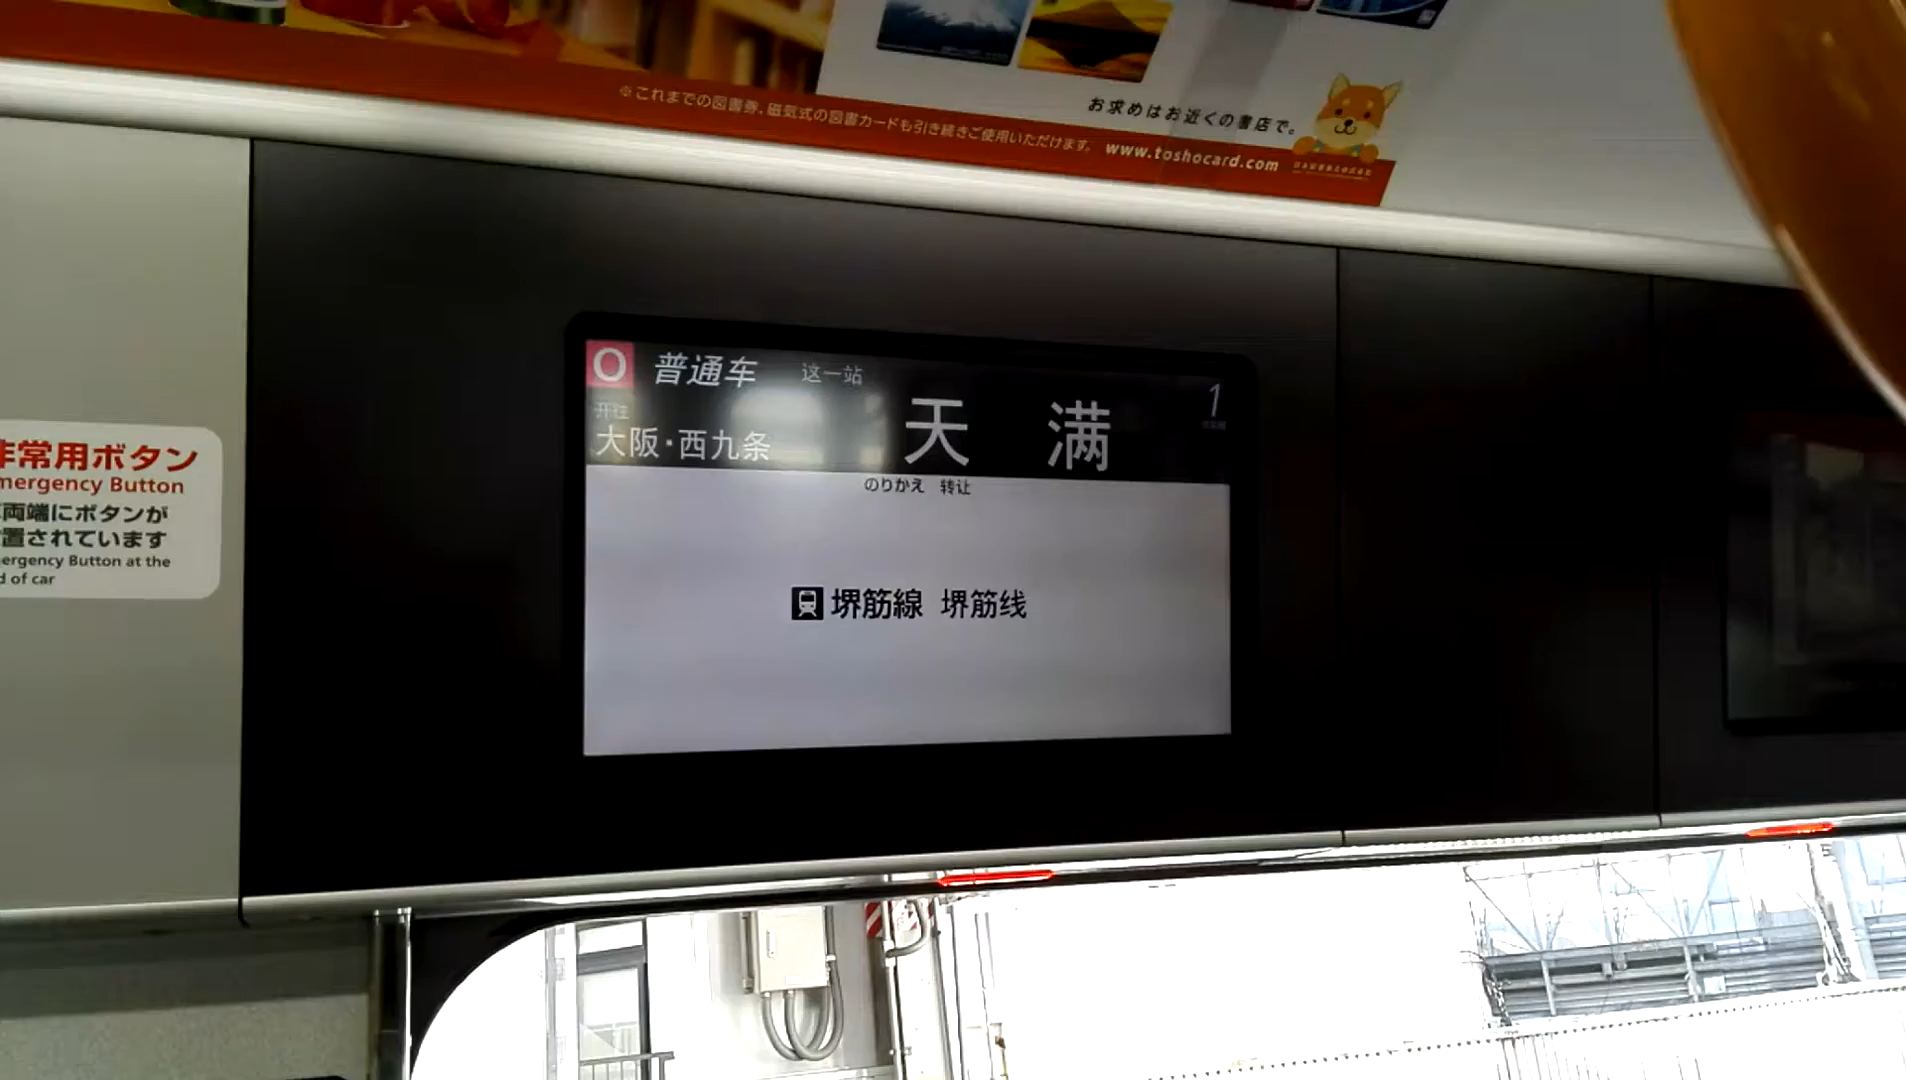 ※これまでの図書券、磁気式の図書カードも引き続きご使用いただけます。
お求めはお近くの書店で。
www.toshocard.com
非常用ボタン
mergency Button
両端にボタンが
置されています
ergency Button at the
d of car
O 普通车 这一站
开往
大阪・西九条
天 满
1
のりかえ 转让
堺筋線 堺筋线